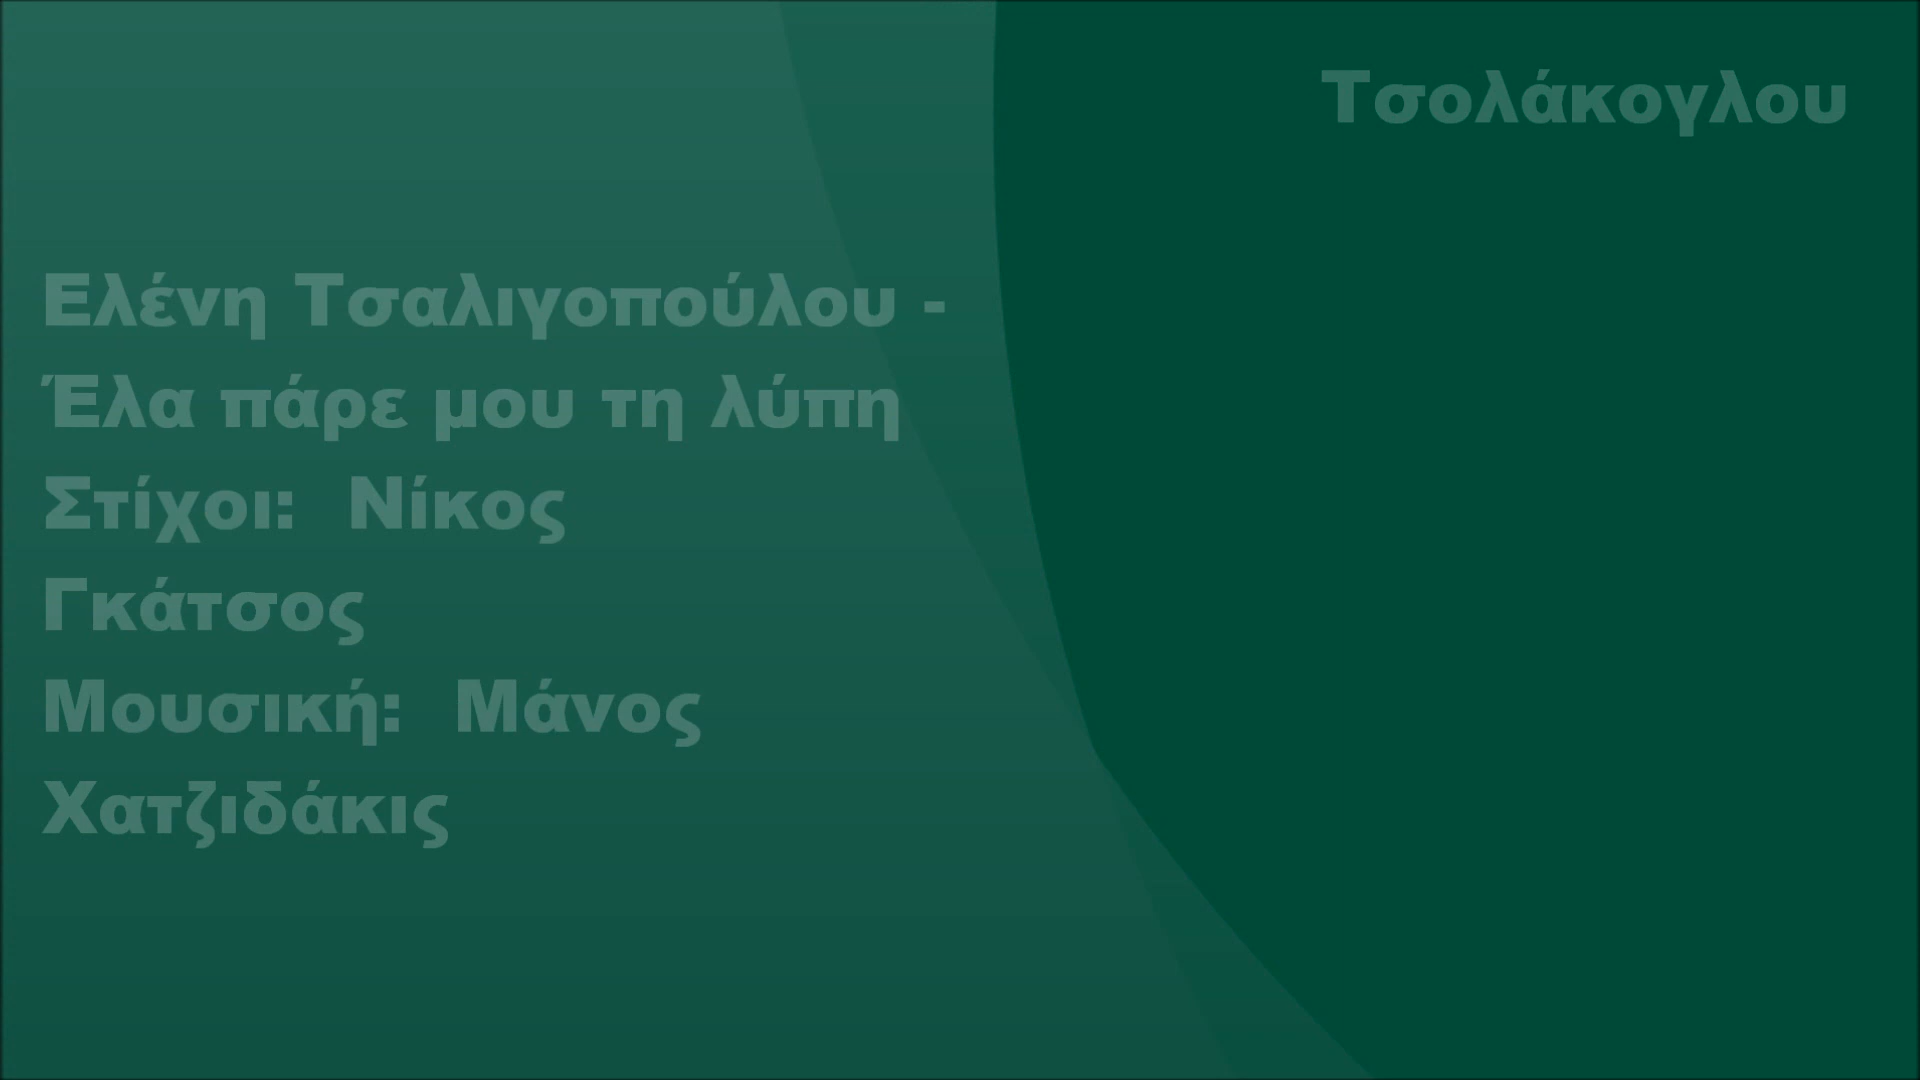 Τσολάκογλου
Ελένη Τσαλιγοπούλου -
Έλα πάρε μου τη λύπη
Στίχοι: Νίκος
Γκάτσος
Μουσική: Μάνος
Χατζιδάκις